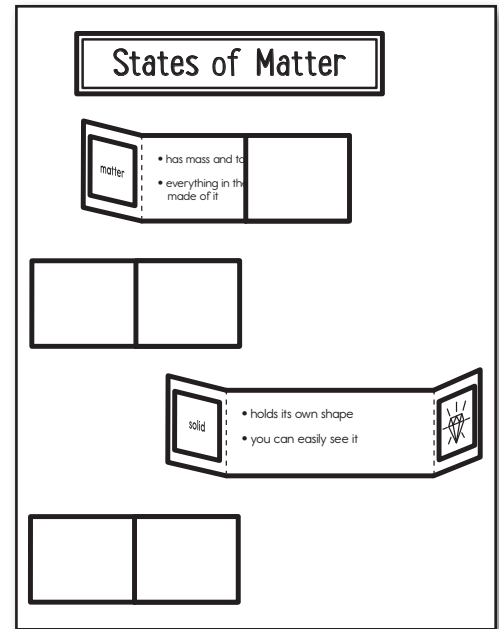 States of Matter
matter
• has mass and ta
• everything in the
made of it
solid
• holds its own shape
• you can easily see it